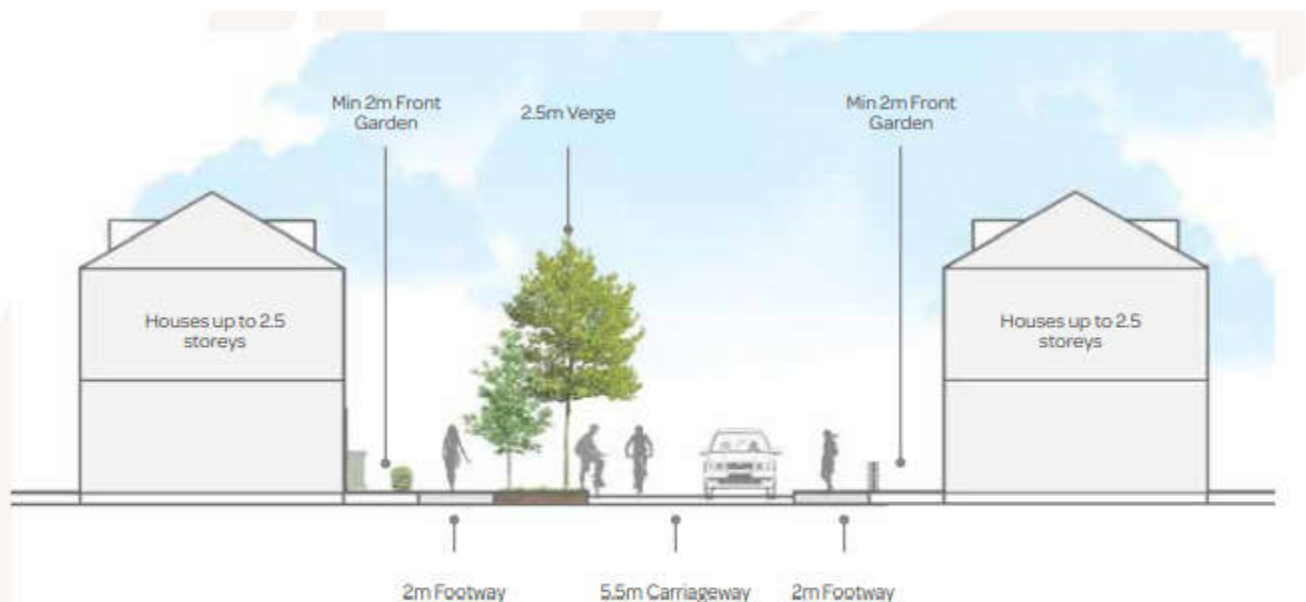 Min 2m Front
Garden
2.5m Verge
Min 2m Front
Garden
Houses up to 2.5
storeys
Houses up to 2.5
storeys
2m Footway
5.5m Carriageway
2m Footway